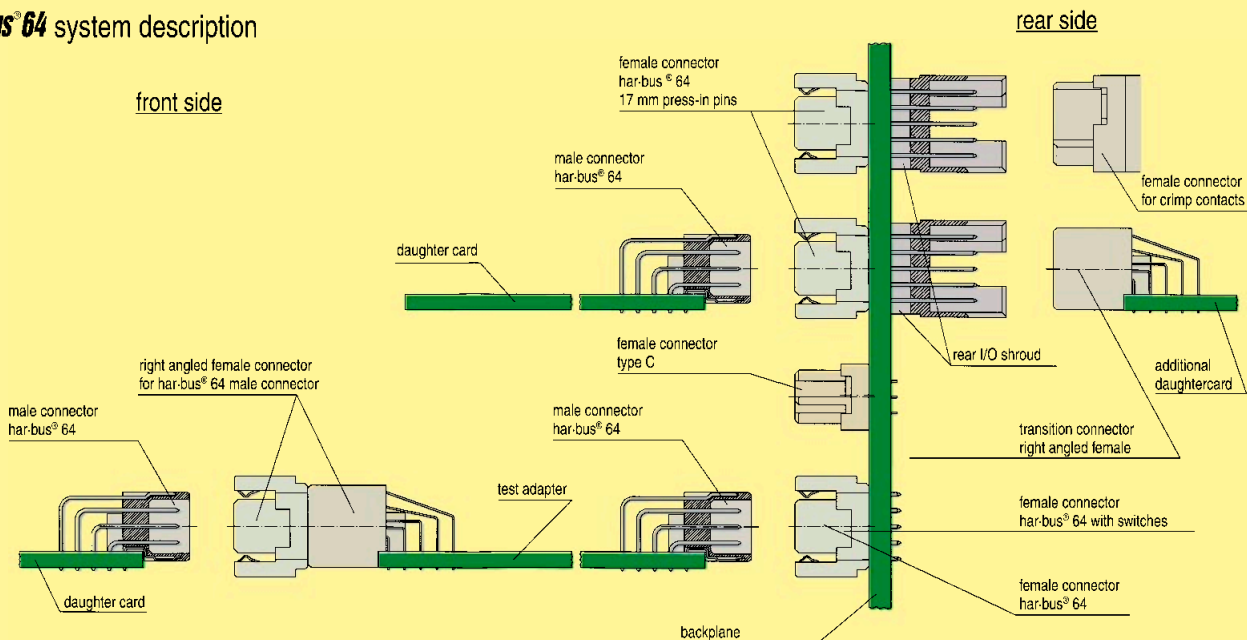 us® 64 system description
rear side
front side
female connector
har-bus® 64
17 mm press-in pins
male connector
har-bus® 64
female connector
for crimp contacts
daughter card
right angled female connector
for har-bus® 64 male connector
female connector
type C
rear I/O shroud
additional
daughtercard
male connector
har-bus® 64
male connector
har-bus® 64
transition connector
right angled female
test adapter
female connector
har-bus® 64 with switches
daughter card
female connector
har-bus® 64
backplane